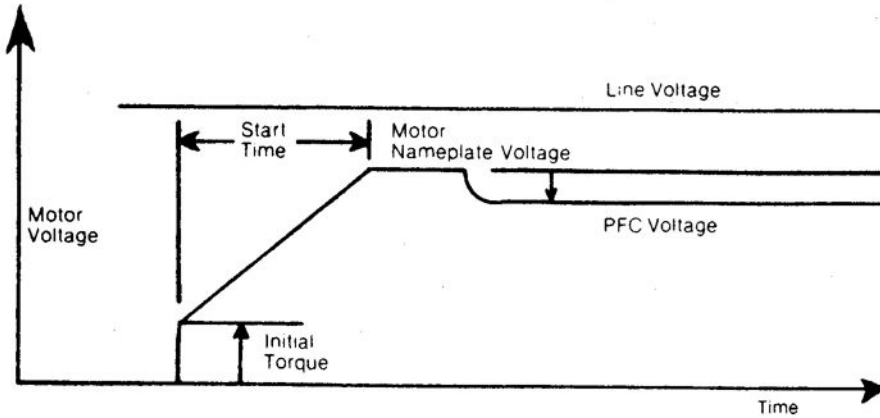 Line Voltage
Start
Time
Motor
Nameplate Voltage
Motor
Voltage
PFC Voltage
Initial
Torque
Time